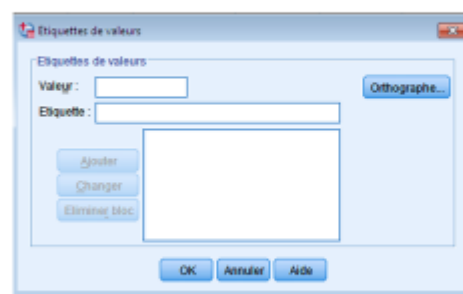 Etiquettes de valeurs
Etiquettes de valeurs
Valeur :
Orthographe...
Etiquette :
Ajouter
Changer
Eliminer bloc
OK Annuler Aide